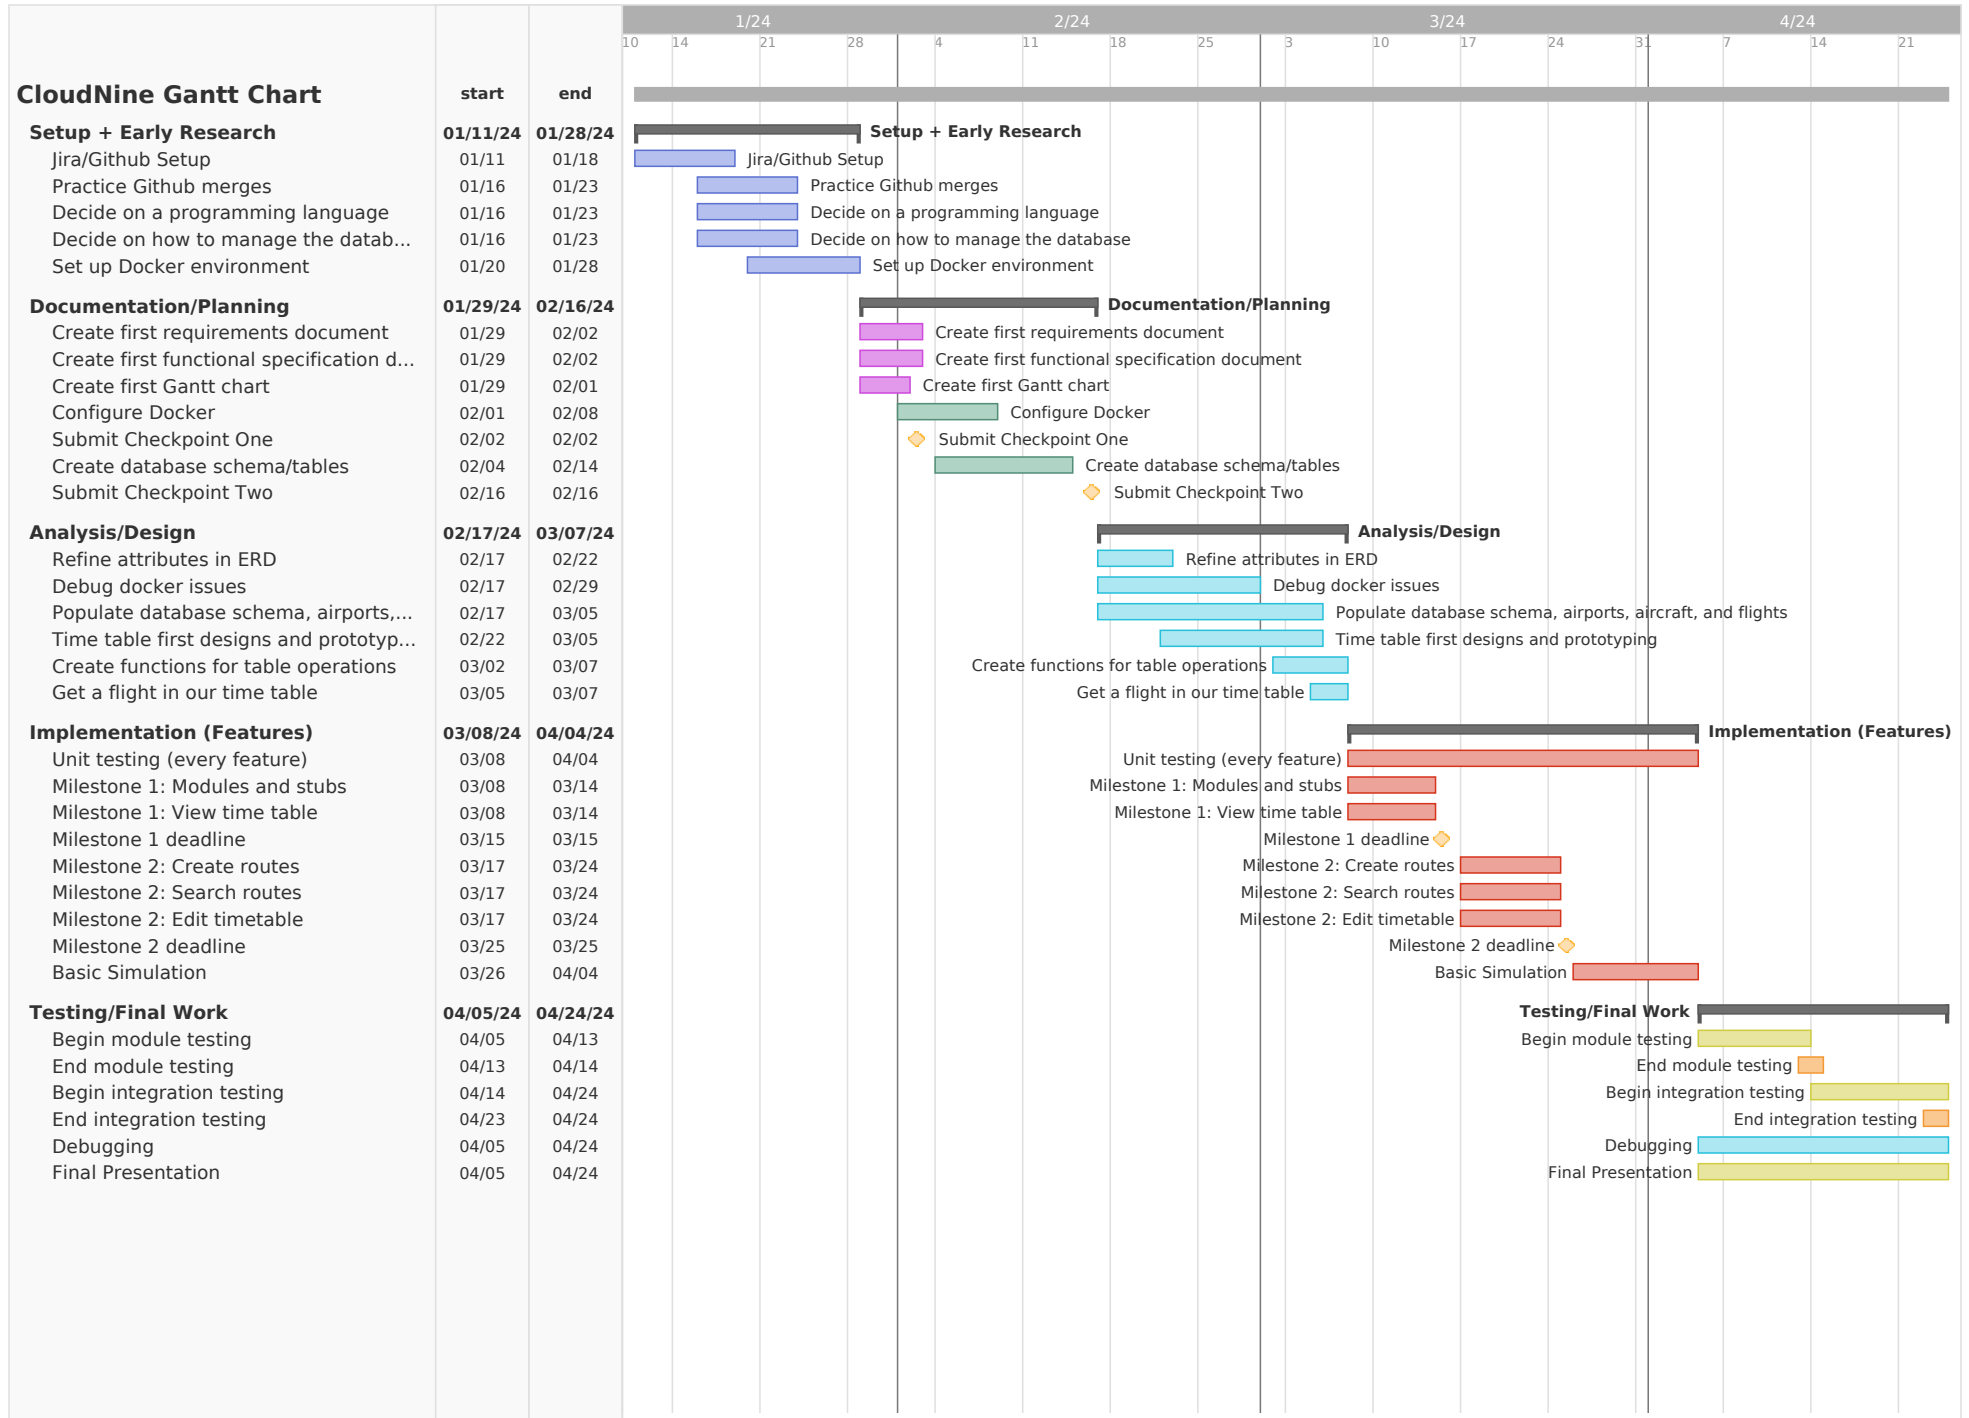 1/24 2/24 3/24 4/24
10 14 21 28 4 11 18 25 3 10 17 24 31 7 14 21
CloudNine Gantt Chart start end
Setup + Early Research 01/11/24 01/28/24 Setup + Early Research
Jira/Github Setup 01/11 01/18 Jira/Github Setup
Practice Github merges 01/16 01/23 Practice Github merges
Decide on a programming language 01/16 01/23 Decide on a programming language
Decide on how to manage the datab... 01/16 01/23 Decide on how to manage the database
Set up Docker environment 01/20 01/28 Set up Docker environment
Documentation/Planning 01/29/24 02/16/24 Documentation/Planning
Create first requirements document 01/29 02/02 Create first requirements document
Create first functional specification d... 01/29 02/02 Create first functional specification document
Create first Gantt chart 01/29 02/01 Create first Gantt chart
Configure Docker 02/01 02/08 Configure Docker
Submit Checkpoint One 02/02 02/02 Submit Checkpoint One
Create database schema/tables 02/04 02/14 Create database schema/tables
Submit Checkpoint Two 02/16 02/16 Submit Checkpoint Two
Analysis/Design 02/17/24 03/07/24 Analysis/Design
Refine attributes in ERD 02/17 02/22 Refine attributes in ERD
Debug docker issues 02/17 02/29 Debug docker issues
Populate database schema, airports,... 02/17 03/05 Populate database schema, airports, aircraft, and flights
Time table first designs and prototyp... 02/22 03/05 Time table first designs and prototyping
Create functions for table operations 03/02 03/07 Create functions for table operations
Get a flight in our time table 03/05 03/07 Get a flight in our time table
Implementation (Features) 03/08/24 04/04/24 Implementation (Features)
Unit testing (every feature) 03/08 04/04 Unit testing (every feature)
Milestone 1: Modules and stubs 03/08 03/14 Milestone 1: Modules and stubs
Milestone 1: View time table 03/08 03/14 Milestone 1: View time table
Milestone 1 deadline 03/15 03/15 Milestone 1 deadline
Milestone 2: Create routes 03/17 03/24 Milestone 2: Create routes
Milestone 2: Search routes 03/17 03/24 Milestone 2: Search routes
Milestone 2: Edit timetable 03/17 03/24 Milestone 2: Edit timetable
Milestone 2 deadline 03/25 03/25 Milestone 2 deadline
Basic Simulation 03/26 04/04 Basic Simulation
Testing/Final Work 04/05/24 04/24/24 Testing/Final Work
Begin module testing 04/05 04/13 Begin module testing
End module testing 04/13 04/14 End module testing
Begin integration testing 04/14 04/24 Begin integration testing
End integration testing 04/23 04/24 End integration testing
Debugging 04/05 04/24 Debugging
Final Presentation 04/05 04/24 Final Presentation